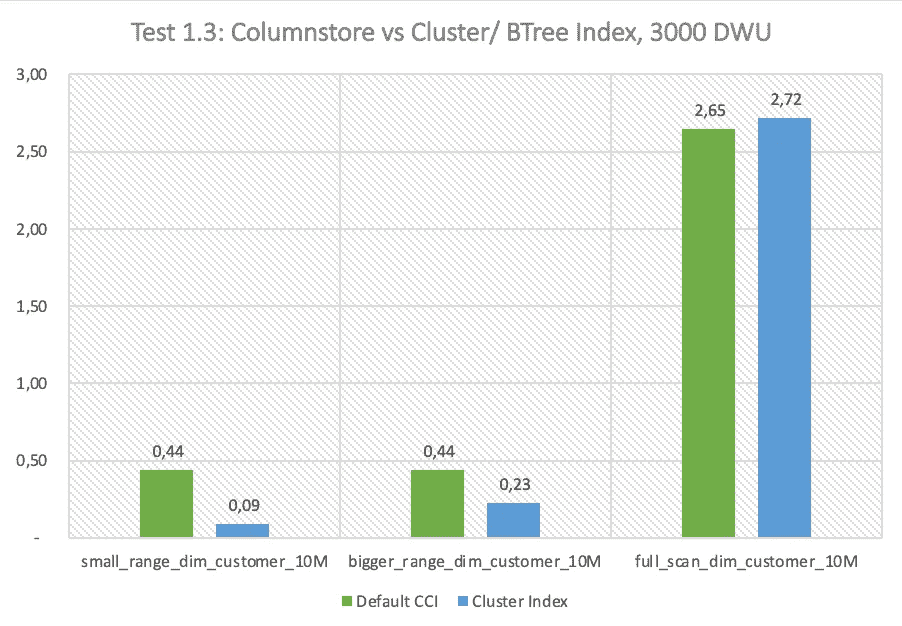 Test 1.3: Columnstore vs Cluster/ BTree Index, 3000 DWU
3,00
2,50
2,00
1,50
1,00
0,50
-
0,44
0,09
0,44
0,23
2,65
2,72
small_range_dim_customer_10M
bigger_range_dim_customer_10M
full_scan_dim_customer_10M
Default CCI
Cluster Index